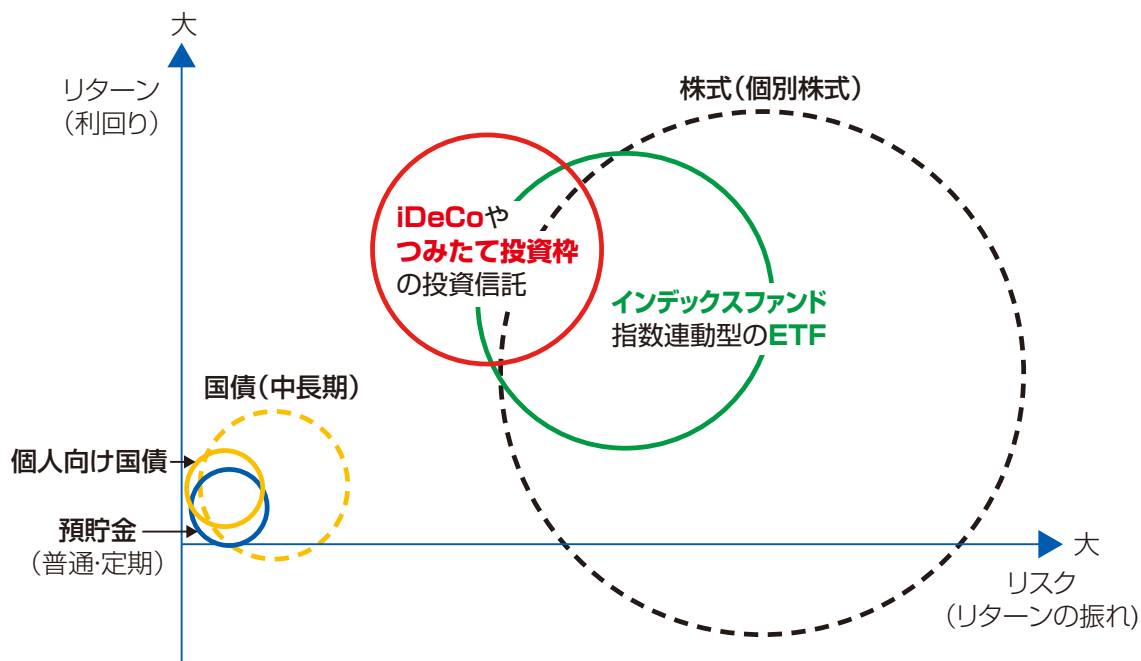 大
リターン
（利回り）
株式（個別株式）
iDeCoや
つみたて投資枠
の投資信託
インデックスファンド
指数連動型のETF
国債（中長期）
個人向け国債
預貯金
（普通・定期）
大
リスク
（リターンの振れ）